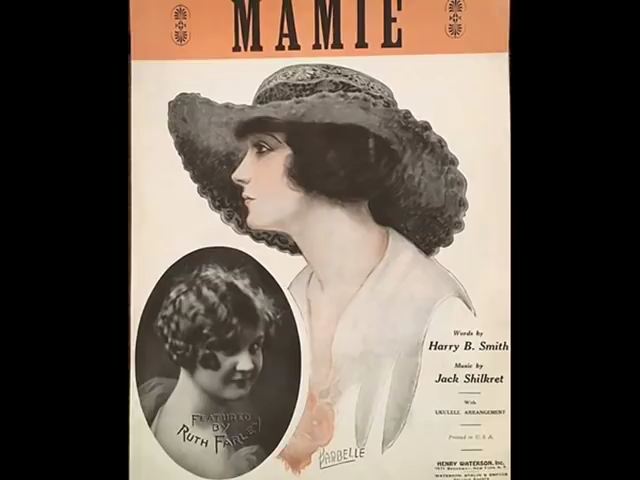 MAMIE
Words by
Harry B. Smith
Music by
Jack Shilkret
With
UKULELE ARRANGEMENT
FEATURED
BY
RUTH FARLEY
Printed in U.S.A.
BARBELLE
HENRY WATERSON, Inc.